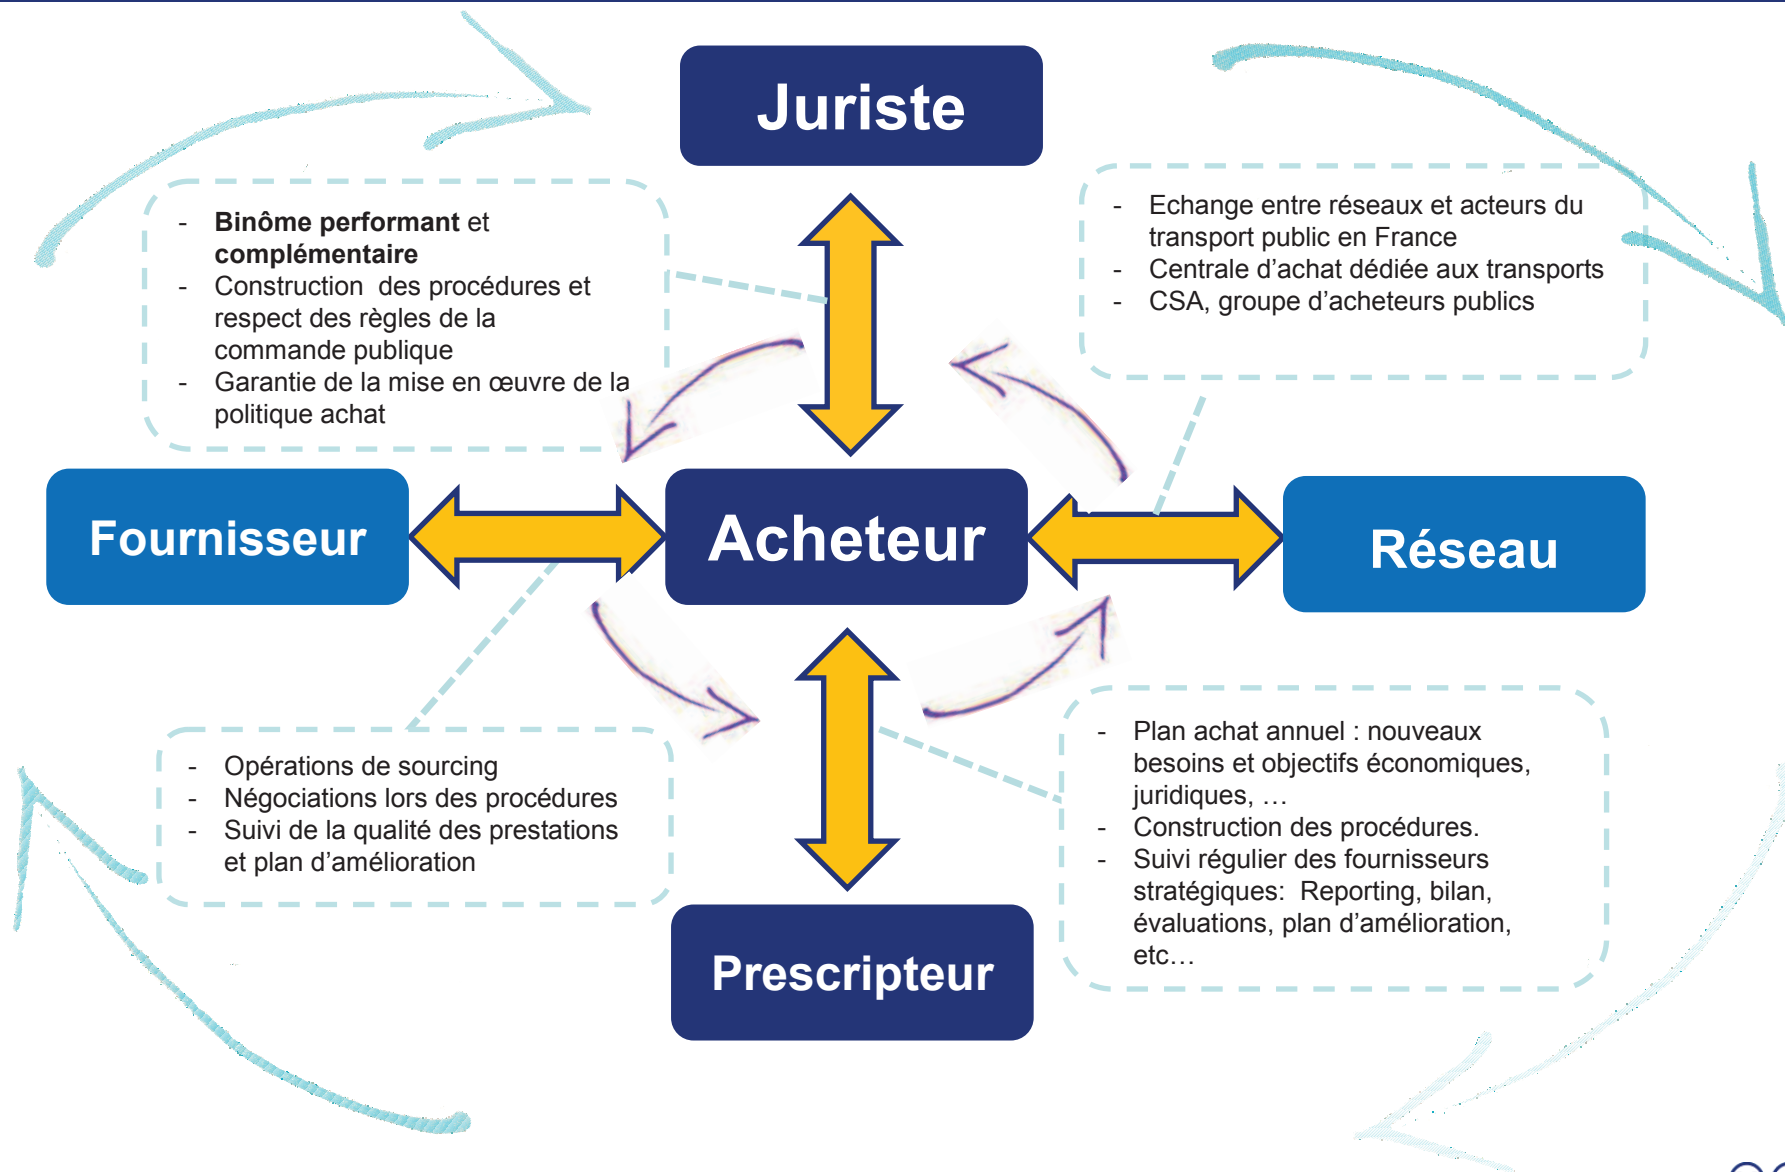 Juriste
- Binôme performant et
complémentaire
- Construction des procédures et
respect des règles de la
commande publique
- Garantie de la mise en œuvre de la
politique achat
- Echange entre réseaux et acteurs du
transport public en France
- Centrale d’achat dédiée aux transports
- CSA, groupe d’acheteurs publics
Fournisseur
Acheteur
Réseau
- Opérations de sourcing
- Négociations lors des procédures
- Suivi de la qualité des prestations
et plan d’amélioration
- Plan achat annuel : nouveaux
besoins et objectifs économiques,
juridiques, …
- Construction des procédures.
- Suivi régulier des fournisseurs
stratégiques: Reporting, bilan,
évaluations, plan d’amélioration,
etc…
Prescripteur